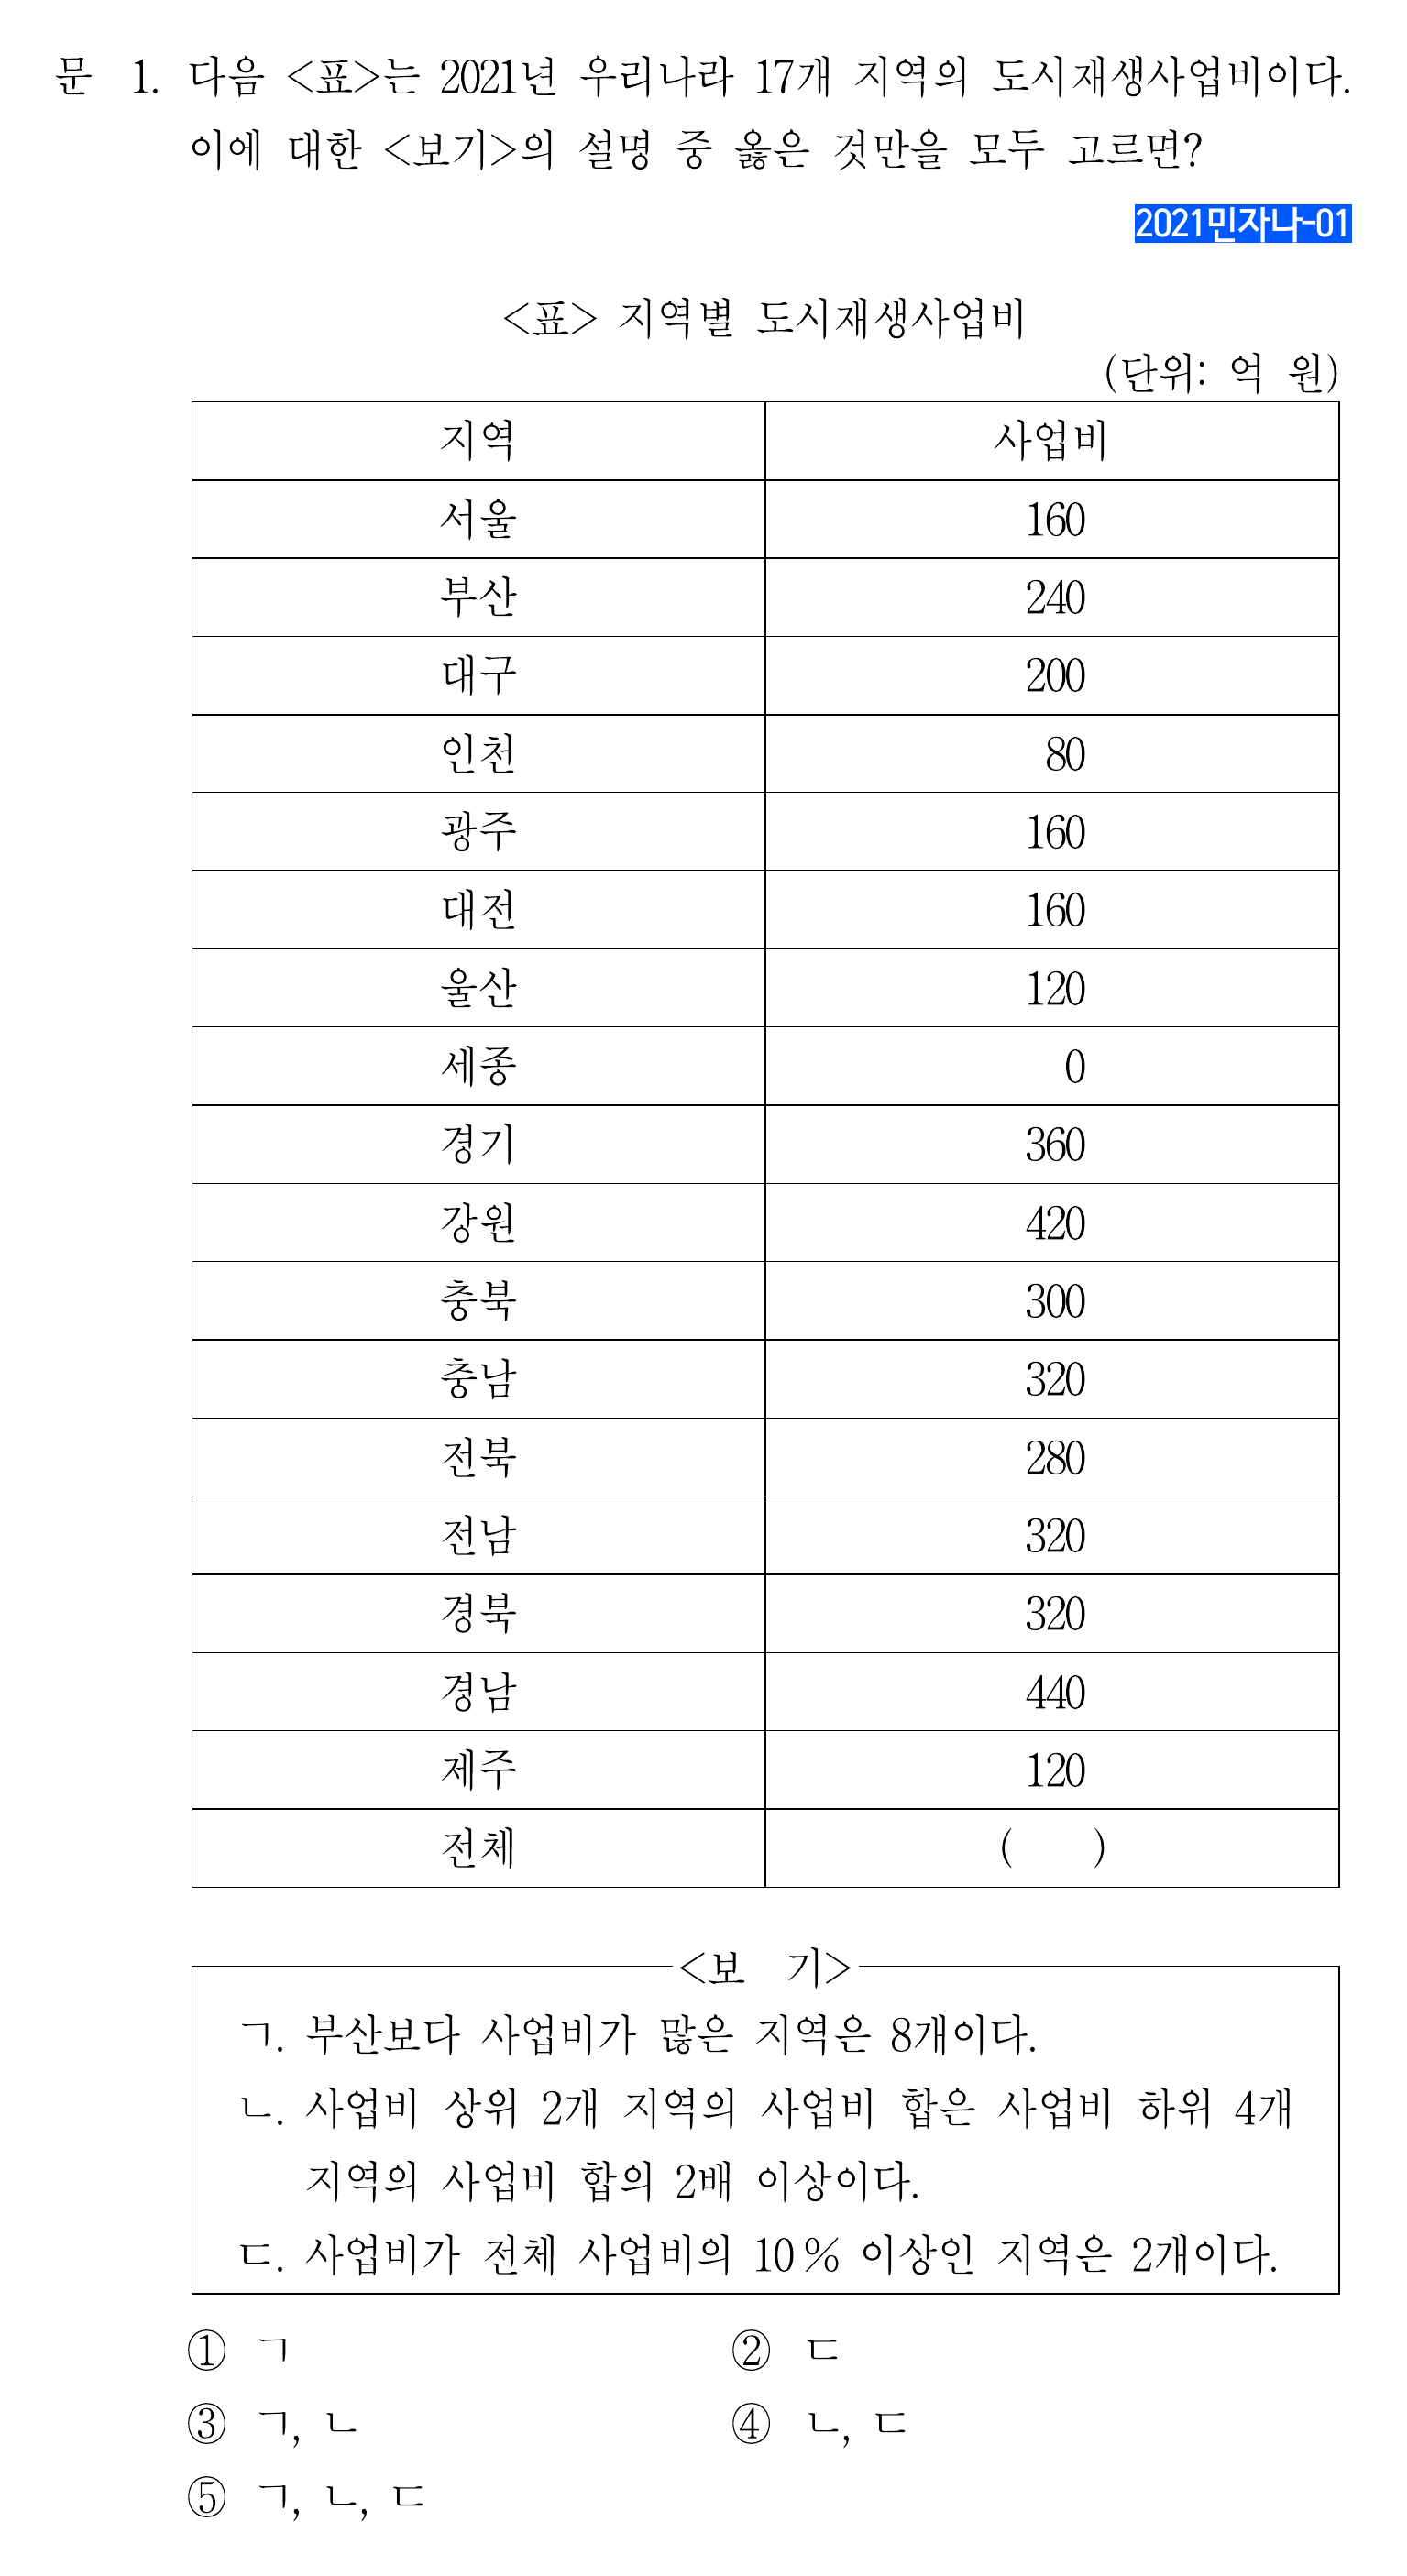 문 1. 다음 <표>는 2021년 우리나라 17개 지역의 도시재생사업비이다.
이에 대한 <보기>의 설명 중 옳은 것만을 모두 고르면?
2021민자나-01
<표> 지역별 도시재생사업비
(단위: 억 원)
지역 사업비
서울 160
부산 240
대구 200
인천 80
광주 160
대전 160
울산 120
세종 0
경기 360
강원 420
충북 300
충남 320
전북 280
전남 320
경북 320
경남 440
제주 120
전체 ( )
<보 기>
ㄱ. 부산보다 사업비가 많은 지역은 8개이다.
ㄴ. 사업비 상위 2개 지역의 사업비 합은 사업비 하위 4개
지역의 사업비 합의 2배 이상이다.
ㄷ. 사업비가 전체 사업비의 10% 이상인 지역은 2개이다.
① ㄱ ② ㄷ
③ ㄱ, ㄴ ④ ㄴ, ㄷ
⑤ ㄱ, ㄴ, ㄷ